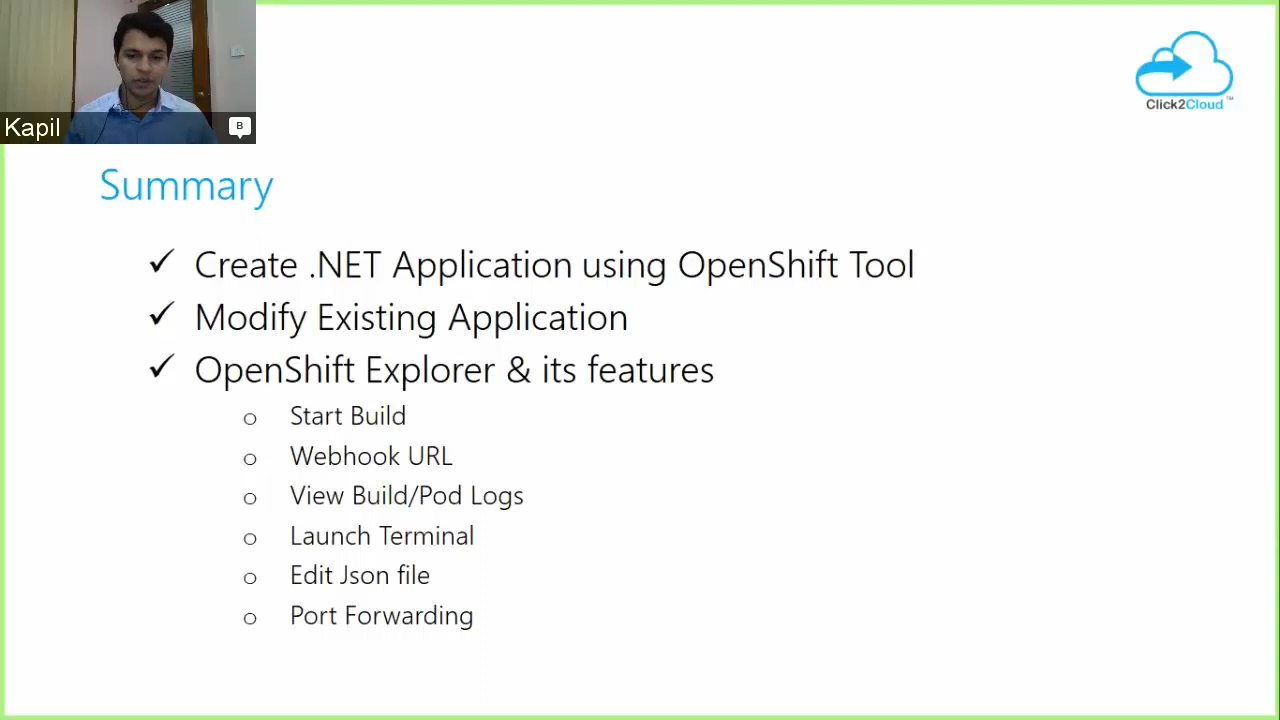 Kapil
B
Click2Cloud™
Summary
✓ Create .NET Application using OpenShift Tool
✓ Modify Existing Application
✓ OpenShift Explorer & its features
o Start Build
o Webhook URL
o View Build/Pod Logs
o Launch Terminal
o Edit Json file
o Port Forwarding